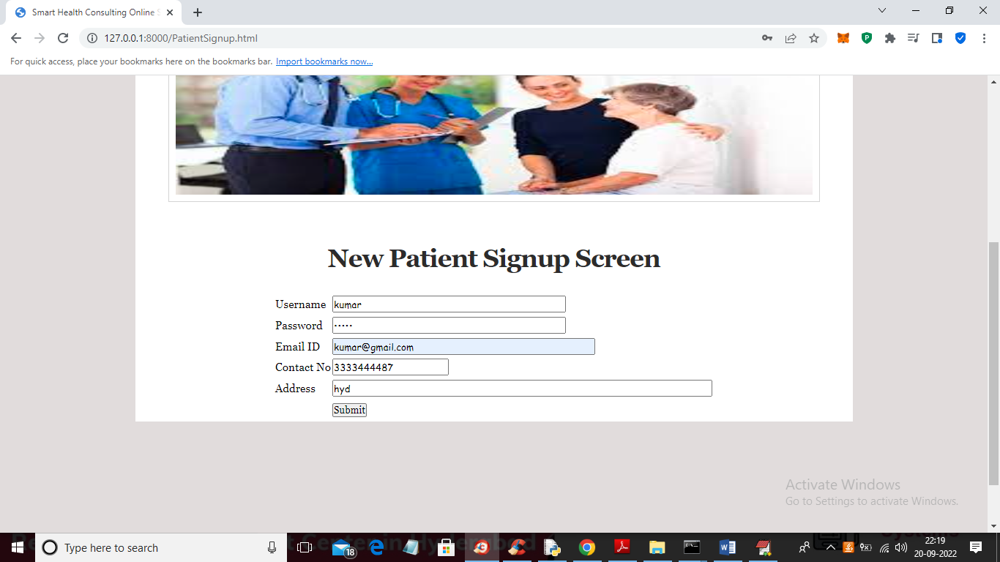 Smart Health Consulting Online S
127.0.0.1:8000/PatientSignup.html
For quick access, place your bookmarks here on the bookmarks bar. Import bookmarks now...
New Patient Signup Screen
Username kumar
Password •••••
Email ID kumar@gmail.com
Contact No 3333444487
Address hyd
Submit
Activate Windows
Go to Settings to activate Windows.
Type here to search
18
22:19
20-09-2022